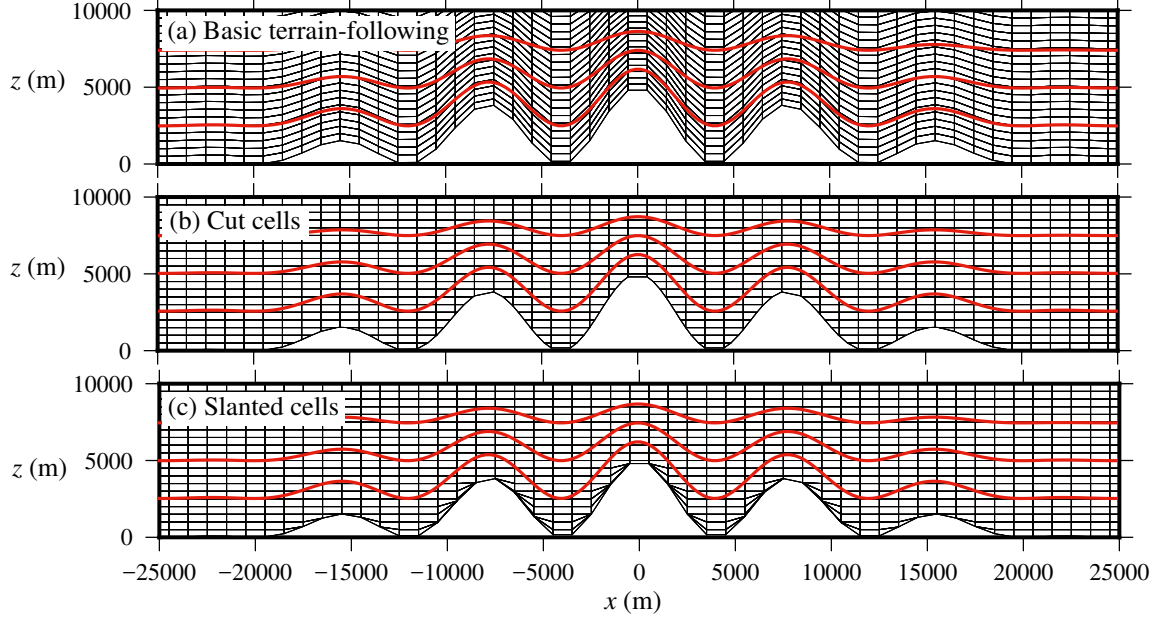 10000
(a) Basic terrain-following
z (m)
5000
0
10000
(b) Cut cells
z (m)
5000
0
10000
(c) Slanted cells
z (m)
5000
0
−25000 −20000 −15000 −10000 −5000 0 5000 10000 15000 20000 25000
x (m)